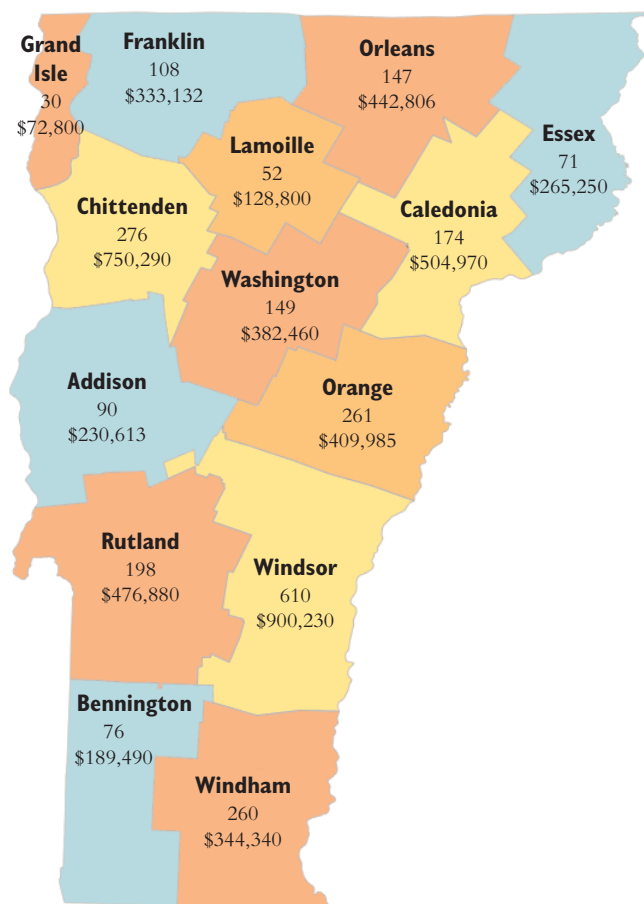 Grand
Isle
30
$72,800
Franklin
108
$333,132
Orleans
147
$442,806
Essex
71
$265,250
Lamoille
52
$128,800
Chittenden
276
$750,290
Caledonia
174
$504,970
Washington
149
$382,460
Addison
90
$230,613
Orange
261
$409,985
Rutland
198
$476,880
Windsor
610
$900,230
Bennington
76
$189,490
Windham
260
$344,340